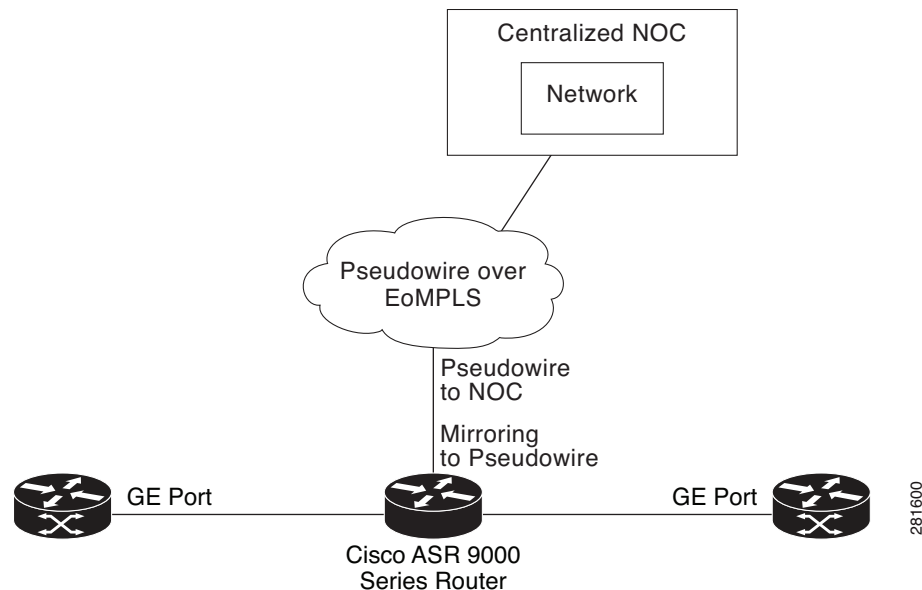 Centralized NOC
Network
Pseudowire over
EoMPLS
Pseudowire
to NOC
Mirroring
to Pseudowire
GE Port
GE Port
Cisco ASR 9000
Series Router
281600